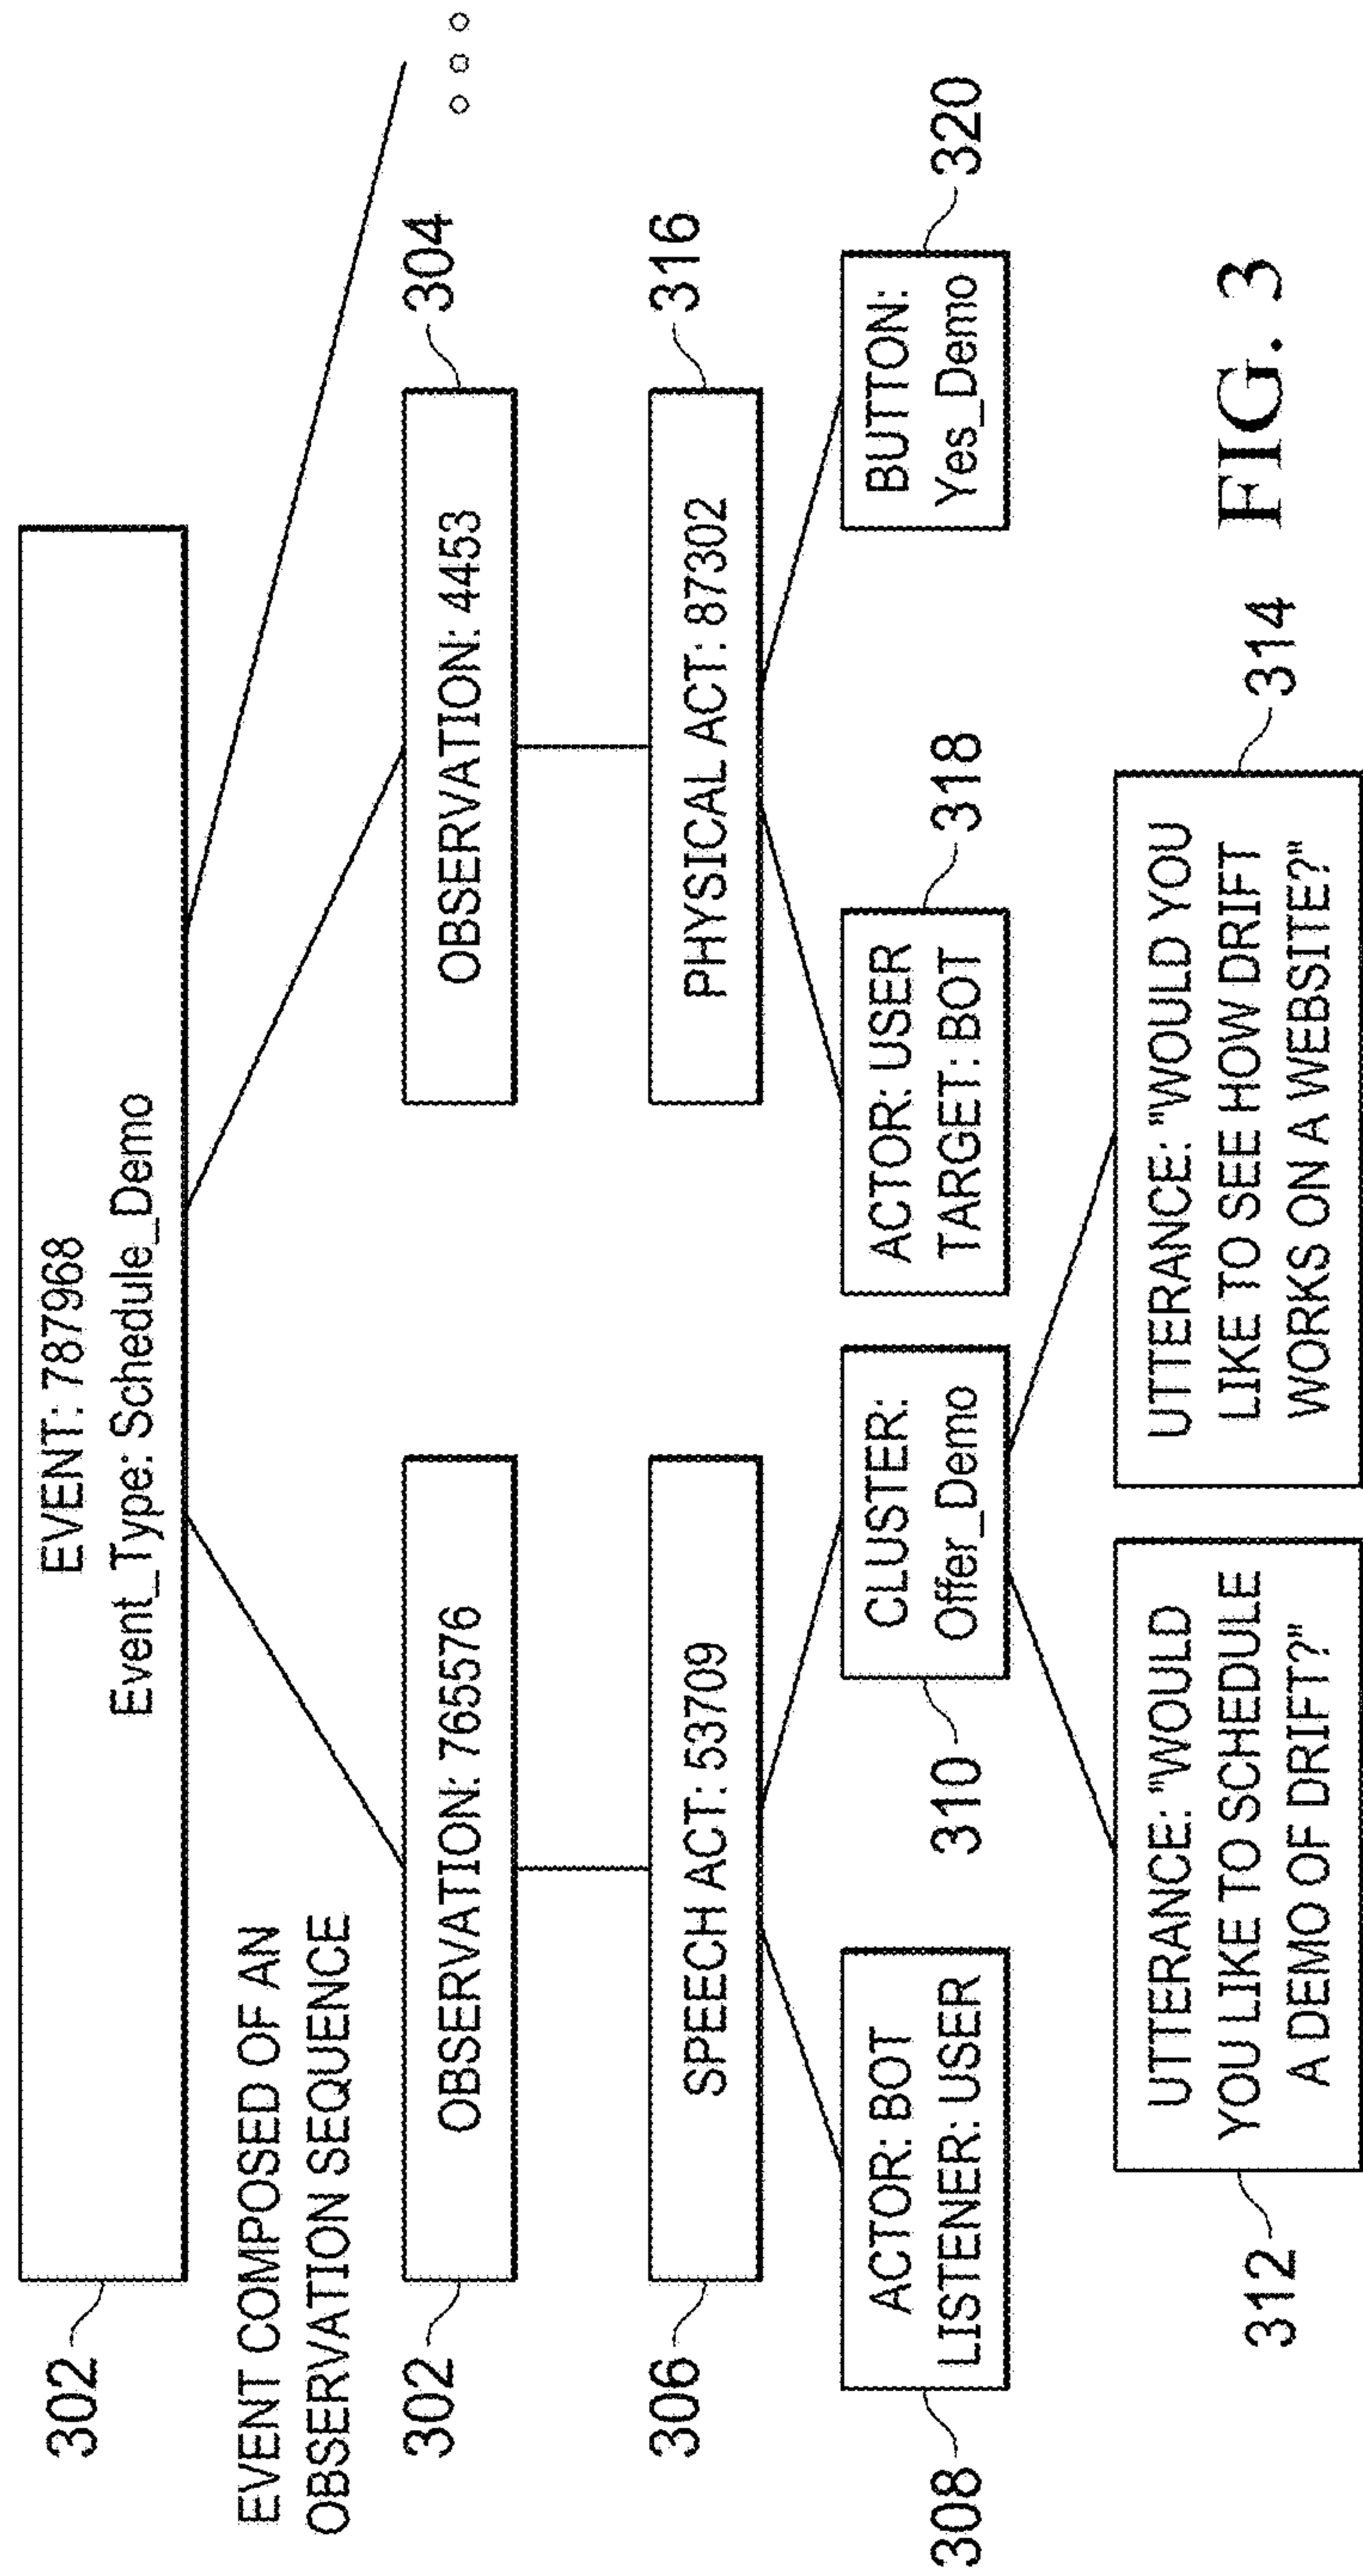 302
EVENT: 787968
Event_Type: Schedule_Demo
EVENT COMPOSED OF AN
OBSERVATION SEQUENCE
302
OBSERVATION: 765576
OBSERVATION: 4453
304
306
SPEECH ACT: 53709
PHYSICAL ACT: 87302
316
308
ACTOR: BOT
LISTENER: USER
310
CLUSTER:
Offer_Demo
ACTOR: USER
TARGET: BOT
318
BUTTON:
Yes_Demo
320
312
UTTERANCE: "WOULD
YOU LIKE TO SCHEDULE
A DEMO OF DRIFT?"
UTTERANCE: "WOULD YOU
LIKE TO SEE HOW DRIFT
WORKS ON A WEBSITE?"
314
FIG. 3